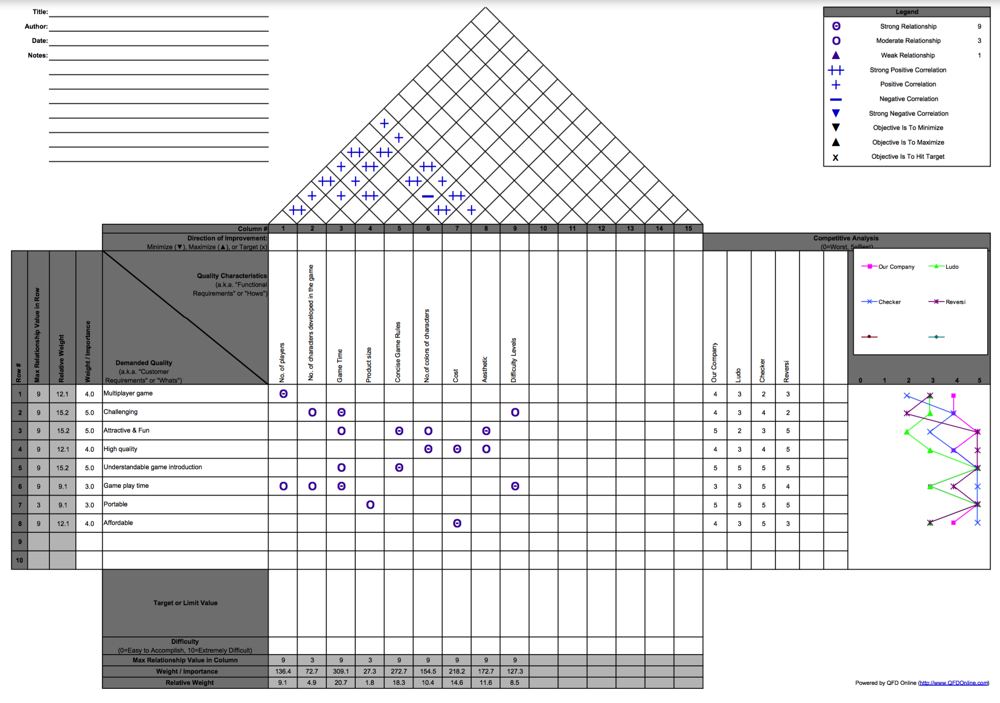 Title:
Author:
Date:
Notes:
Legend
Strong Relationship 9
Moderate Relationship 3
Weak Relationship 1
Strong Positive Correlation
Positive Correlation
Negative Correlation
Strong Negative Correlation
Objective Is To Minimize
Objective Is To Maximize
x Objective Is To Hit Target
Column # 1 2 3 4 5 6 7 8 9 10 11 12 13 14 15
Direction of Improvement:
Minimize (▼), Maximize (▲), or Target (x)
Competitive Analysis
(0=Worst, 5=Best)
Row #
Max Relationship Value in Row
Relative Weight
Weight / Importance
Quality Characteristics
(a.k.a. "Functional
Requirements" or "Hows")
Demanded Quality
(a.k.a. "Customer
Requirements" or "Whats")
No. of players
No. of characters developed in the game
Game Time
Product size
Concise Game Rules
No.of colors of characters
Cost
Aesthetic
Difficulty Levels
Our Company
Ludo
Checker
Reversi
Our Company Ludo
Checker Reversi
0 1 2 3 4 5
1 9 12.1 4.0 Multiplayer game Θ 4 3 2 3
2 9 15.2 5.0 Challenging Ο Θ Ο 4 3 4 2
3 9 15.2 5.0 Attractive & Fun Ο Θ Ο Θ 5 2 3 5
4 9 12.1 4.0 High quality Θ Θ Ο 4 3 4 5
5 9 15.2 5.0 Understandable game introduction Ο Θ 5 5 5 5
6 9 9.1 3.0 Game play time Ο Ο Θ Θ 3 3 5 4
7 3 9.1 3.0 Portable Ο 5 5 5 5
8 9 12.1 4.0 Affordable Θ 4 3 5 3
9
10
Target or Limit Value
Difficulty
(0=Easy to Accomplish, 10=Extremely Difficult)
Max Relationship Value in Column 9 3 9 3 9 9 9 9 9
Weight / Importance 136.4 72.7 309.1 27.3 272.7 154.5 218.2 172.7 127.3
Relative Weight 9.1 4.9 20.7 1.8 18.3 10.4 14.6 11.6 8.5
Powered by QFD Online (http://www.QFDOnline.com)